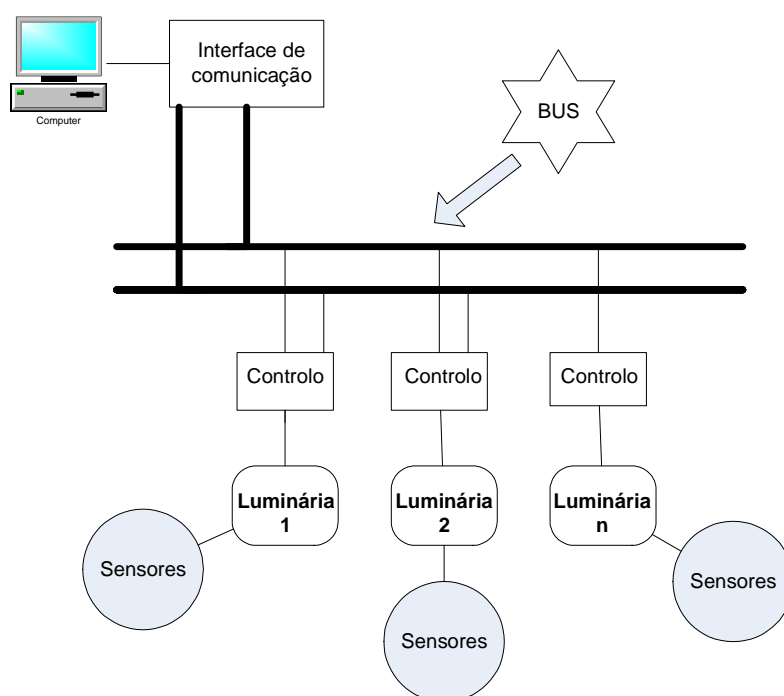 Interface de
comunicação
Computer
BUS
Controlo
Controlo
Controlo
Luminária
1
Luminária
2
Luminária
n
Sensores
Sensores
Sensores